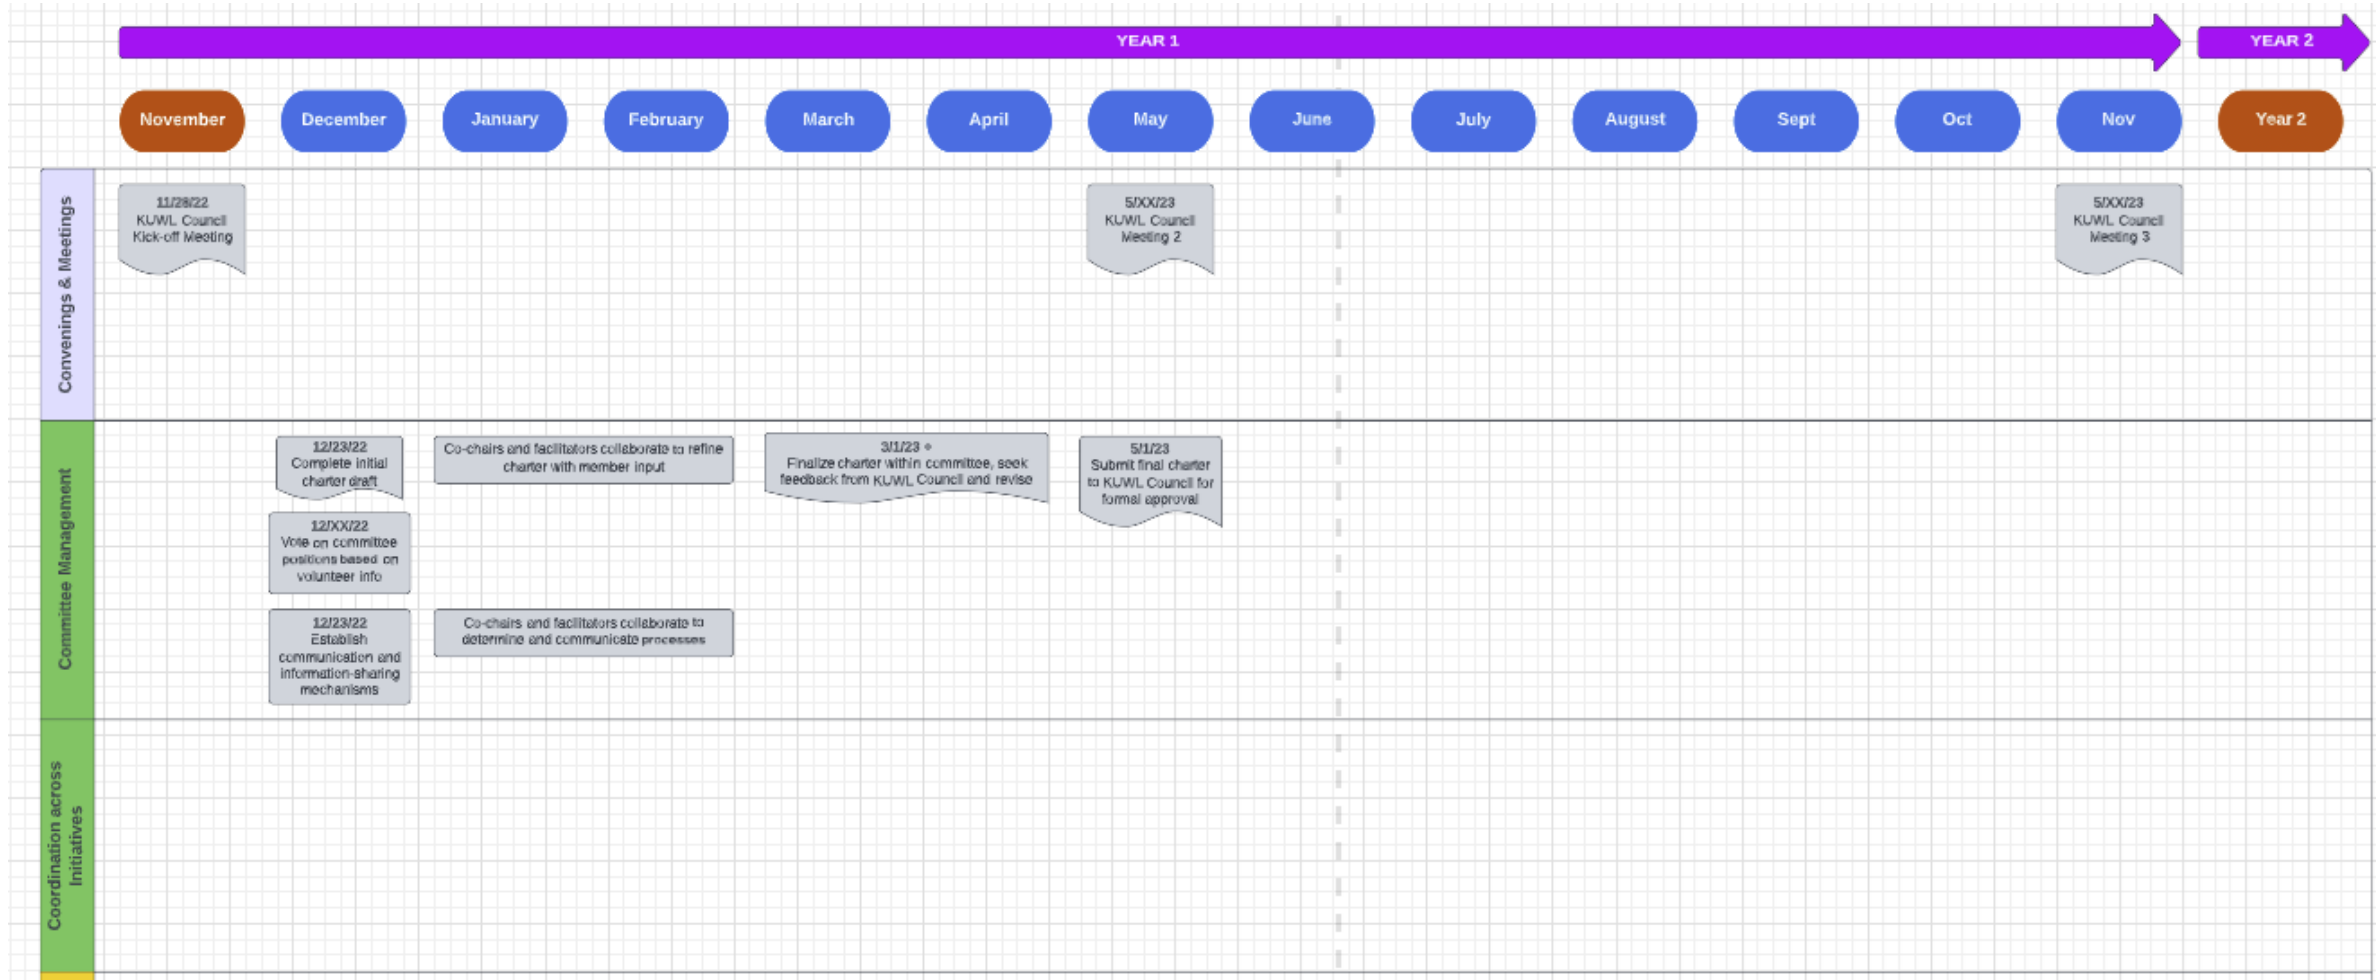 YEAR 1
YEAR 2
November
December
January
February
March
April
May
June
July
August
Sept
Oct
Nov
Year 2
Convenings & Meetings
11/28/22
KUWL Council
Kick-off Meeting
5/XX/23
KUWL Council
Meeting 2
5/XX/23
KUWL Council
Meeting 3
Committee Management
12/23/22
Complete initial
charter draft
Co-chairs and facilitators collaborate to refine
charter with member input
3/1/23
Finalize charter within committee, seek
feedback from KUWL Council and revise
5/1/23
Submit final charter
to KUWL Council for
formal approval
12/XX/22
Vote on committee
positions based on
volunteer info
12/23/22
Establish
communication and
information-sharing
mechanisms
Co-chairs and facilitators collaborate to
determine and communicate processes
Coordination across
Initiatives